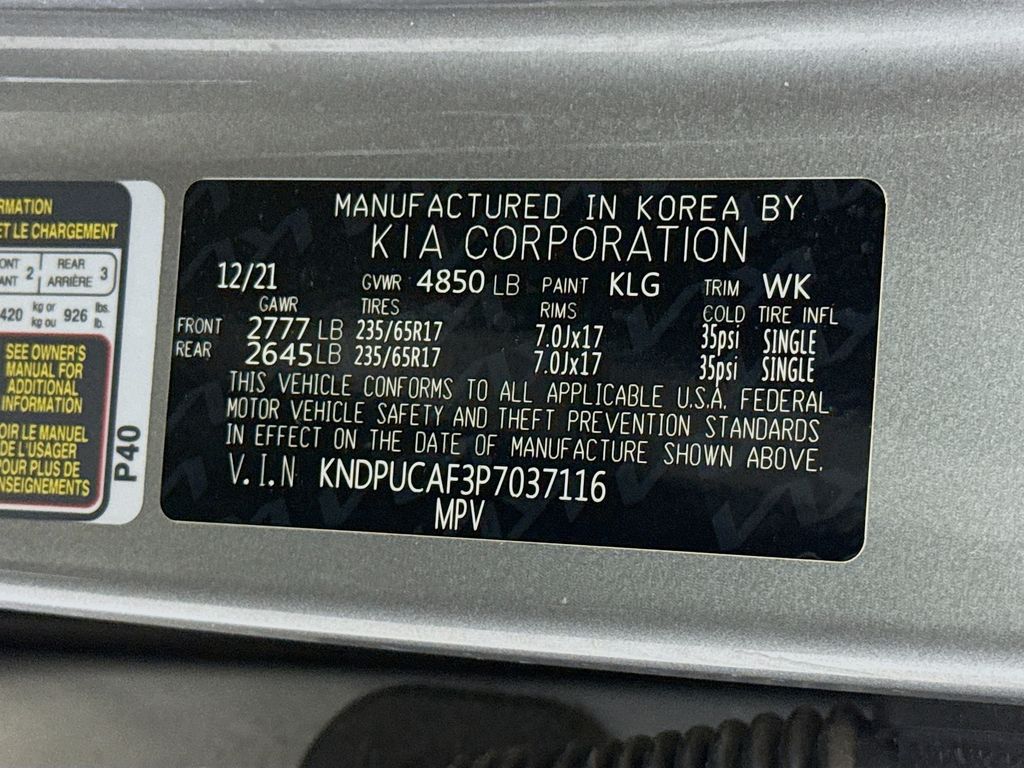 RMATION
ET LE CHARGEMENT
2 REAR 3
ARRIÈRE
420 kg or 926 lbs.
kg ou lb.
SEE OWNER'S
MANUAL FOR
ADDITIONAL
INFORMATION
OIR LE MANUEL
DE L'USAGER
POUR PLUS DE
NSEIGNEMENTS
P40
MANUFACTURED IN KOREA BY
KIA CORPORATION
12/21 GVWR 4850 LB PAINT KLG TRIM WK
GAWR TIRES RIMS COLD TIRE INFL
FRONT 2777 LB 235/65R17 7.0Jx17 35psi SINGLE
REAR 2645 LB 235/65R17 7.0Jx17 35psi SINGLE
THIS VEHICLE CONFORMS TO ALL APPLICABLE U.S.A. FEDERAL
MOTOR VEHICLE SAFETY AND THEFT PREVENTION STANDARDS
IN EFFECT ON THE DATE OF MANUFACTURE SHOWN ABOVE.
V.I.N KNDPUCAF3P7037116
MPV